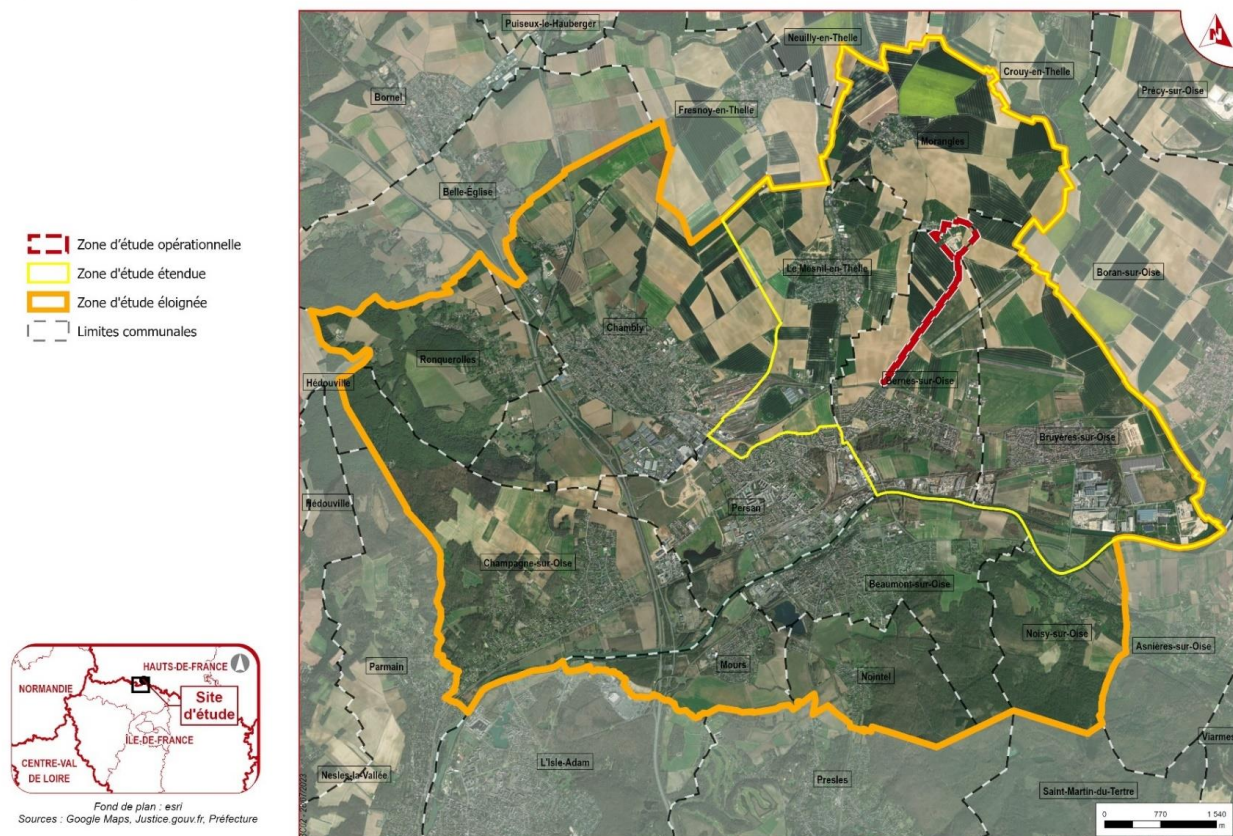 Zone d'étude opérationnelle
Zone d'étude étendue
Zone d'étude éloignée
Limites communales
HAUTS-DE-FRANCE
NORMANDIE
Site
d'étude
ÎLE-DE-FRANCE
CENTRE-VAL
DE LOIRE
Fond de plan : esri
Sources : Google Maps, Justice.gouv.fr, Préfecture
N
Puiseux-le-Hauberger
Neuilly-en-Thelle
Crouy-en-Thelle
Précy-sur-Oise
Bornel
Fresnoy-en-Thelle
Morangles
Belle-Église
Le Mesnil-en-Thelle
Boran-sur-Oise
Chambly
Ronquerolles
Hédouville
Bernes-sur-Oise
Bruyères-sur-Oise
Hédouville
Persan
Champagne-sur-Oise
Beaumont-sur-Oise
Noisy-sur-Oise
Asnières-sur-Oise
Parmain
Mours
Nointel
Viarmes
L'Isle-Adam
Nesles-la-Vallée
Presles
Saint-Martin-du-Tertre
0 770 1 540
m